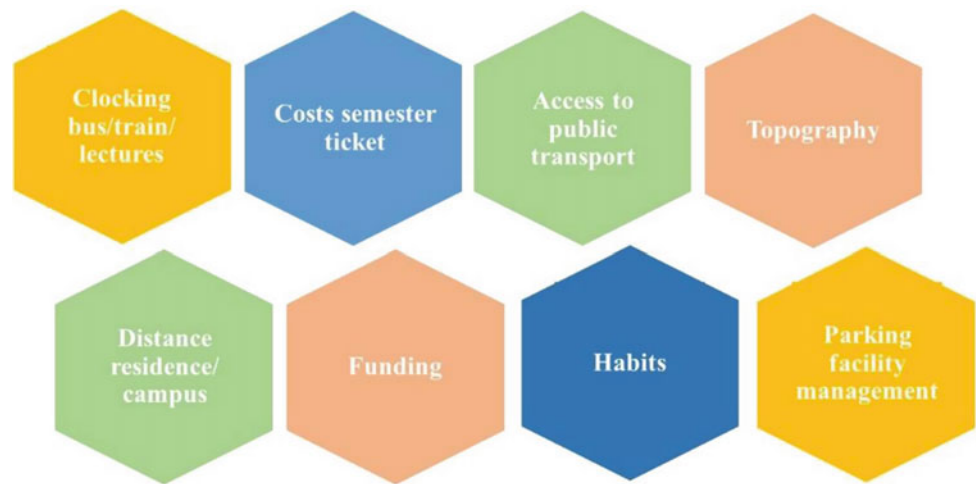 Clocking
bus/train/
lectures
Costs semester
ticket
Access to
public
transport
Topography
Distance
residence/
campus
Funding
Habits
Parking
facility
management